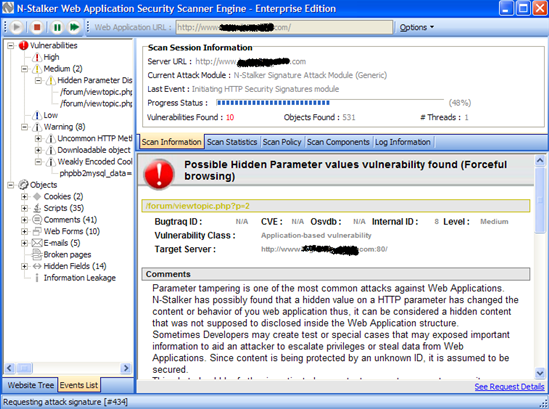 N-Stalker Web Application Security Scanner Engine - Enterprise Edition
Web Application URL : http://www. .com/ Options
Vulnerabilities
High
Medium (2)
Hidden Parameter Dis
/forum/viewtopic.php
/forum/viewtopic.php
Low
Warning (8)
Uncommon HTTP Meth
Downloadable object
Weakly Encoded Cook
phpbb2mysql_data=
Objects
Cookies (2)
Scripts (35)
Comments (41)
Web Forms (10)
E-mails (5)
Broken pages
Hidden Fields (14)
Information Leakage
Website Tree Events List
Scan Session Information
Server URL : http://www. .com/
Current Attack Module : N-Stalker Signature Attack Module (Generic)
Last Event : Initiating HTTP Security Signatures module
Progress Status : (48%)
Vulnerabilities Found : 10 Objects Found : 531 # Threads : 1
Scan Information Scan Statistics Scan Policy Scan Components Log Information
Possible Hidden Parameter values vulnerability found (Forceful
browsing)
/forum/viewtopic.php?p=2
Bugtraq ID : N/A CVE : N/A Osvdb : N/A Internal ID : 8 Level : Medium
Vulnerability Class : Application-based vulnerability
Target Server : http://www. .com:80/
Comments
Parameter tampering is one of the most common attacks against Web Applications.
N-Stalker has possibly found that a hidden value on a HTTP parameter has changed the
content or behavior of you web application thus, it can be considered a hidden content
that was not supposed to disclosed inside the Web Application structure.
Sometimes Developers may create test or special cases that may exposed important
information to aid an attacker to escalate privileges or steal data from Web
Applications. Since content is being protected by an unknown ID, it is assumed to be
secured.
See Request Details
Requesting attack signature [#434]